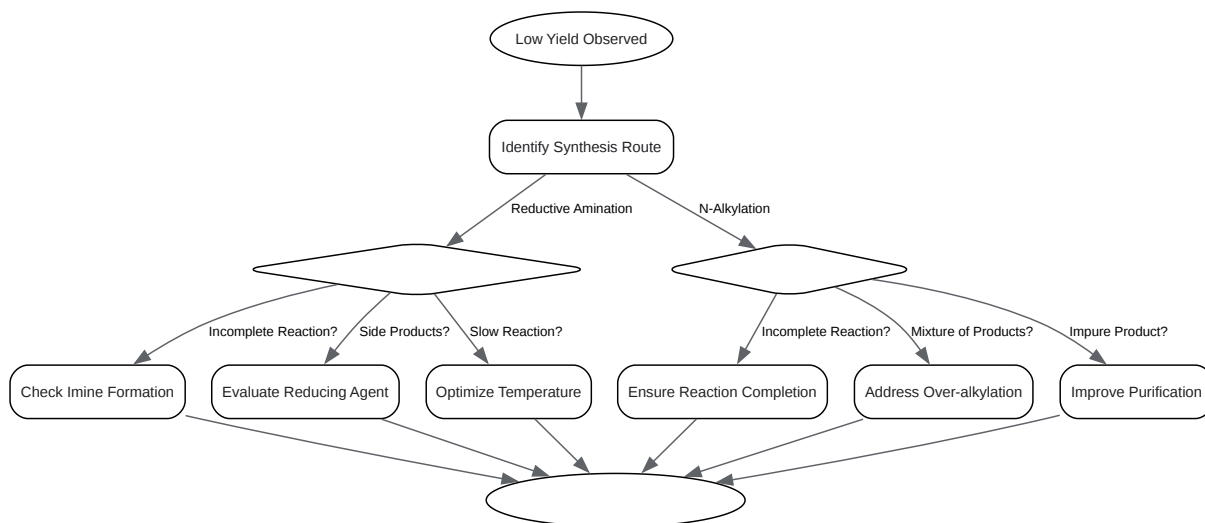 Low Yield Observed
Identify Synthesis Route
Reductive Amination
N-Alkylation
Incomplete Reaction?
Side Products?
Slow Reaction?
Incomplete Reaction?
Mixture of Products?
Impure Product?
Check Imine Formation
Evaluate Reducing Agent
Optimize Temperature
Ensure Reaction Completion
Address Over-alkylation
Improve Purification